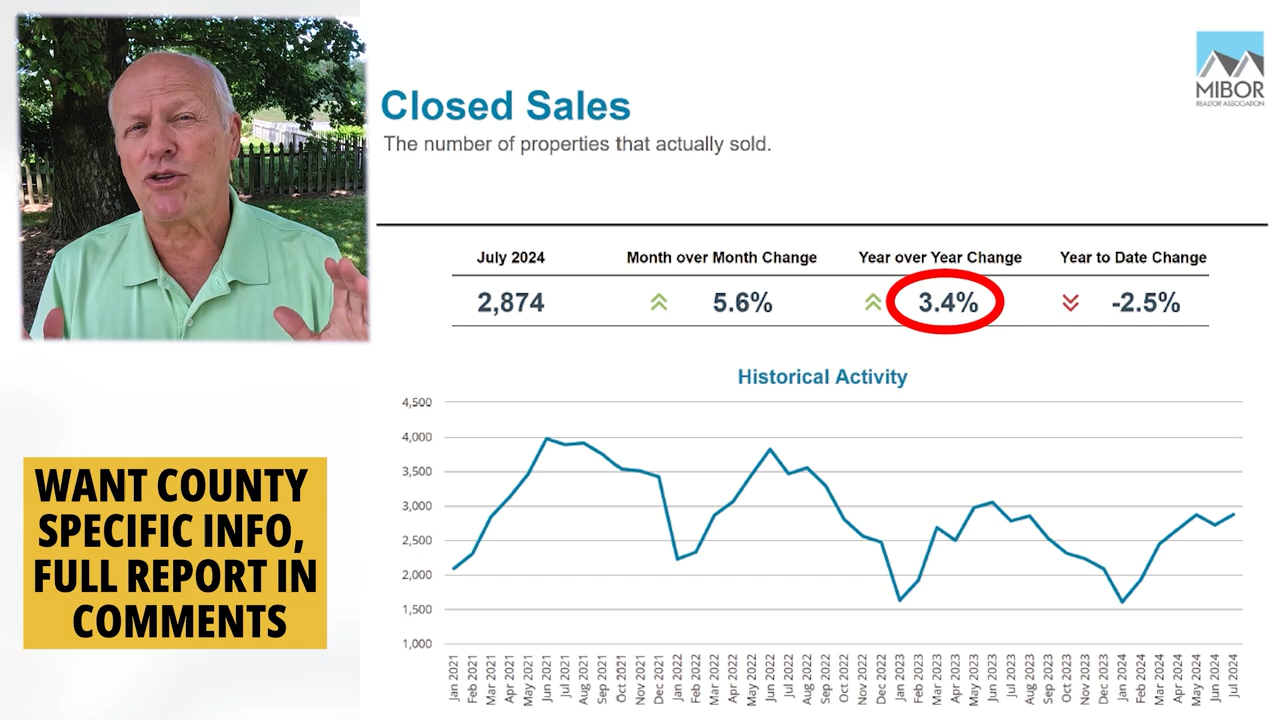 MIBOR
REALTOR ASSOCIATION
Closed Sales
The number of properties that actually sold.
July 2024 Month over Month Change Year over Year Change Year to Date Change
2,874 5.6% 3.4% -2.5%
Historical Activity
4,500
4,000
3,500
3,000
2,500
2,000
1,500
1,000
Jan 2021 Feb 2021 Mar 2021 Apr 2021 May 2021 Jun 2021 Jul 2021 Aug 2021 Sep 2021 Oct 2021 Nov 2021 Dec 2021 Jan 2022 Feb 2022 Mar 2022 Apr 2022 May 2022 Jun 2022 Jul 2022 Aug 2022 Sep 2022 Oct 2022 Nov 2022 Dec 2022 Jan 2023 Feb 2023 Mar 2023 Apr 2023 May 2023 Jun 2023 Jul 2023 Aug 2023 Sep 2023 Oct 2023 Nov 2023 Dec 2023 Jan 2024 Feb 2024 Mar 2024 Apr 2024 May 2024 Jun 2024 Jul 2024
WANT COUNTY
SPECIFIC INFO,
FULL REPORT IN
COMMENTS